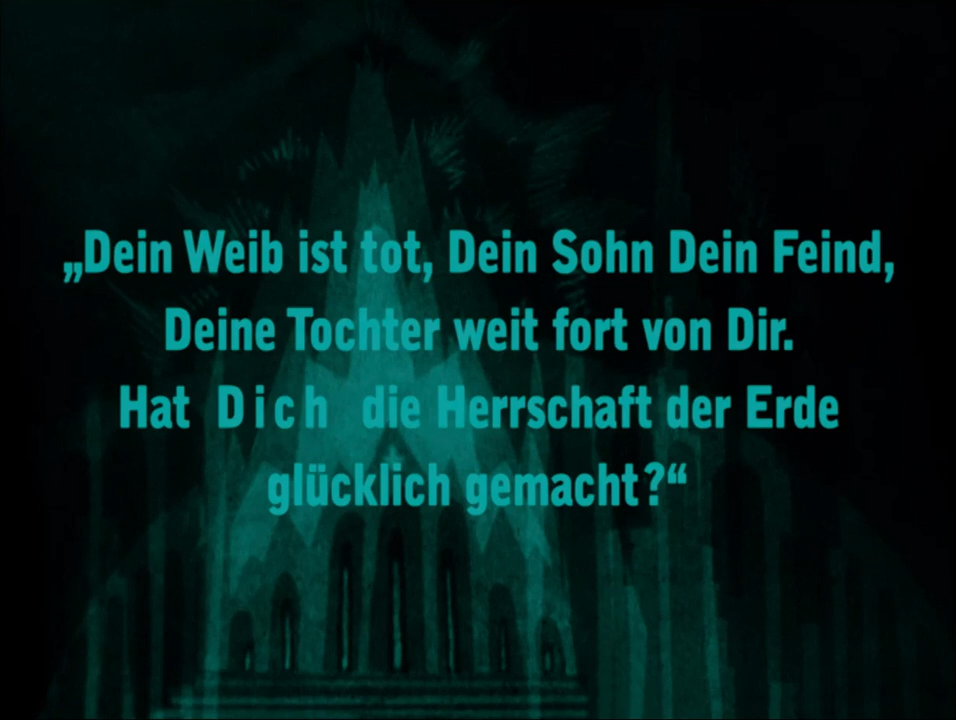 „Dein Weib ist tot, Dein Sohn Dein Feind,
Deine Tochter weit fort von Dir.
Hat Dich die Herrschaft der Erde
glücklich gemacht?“